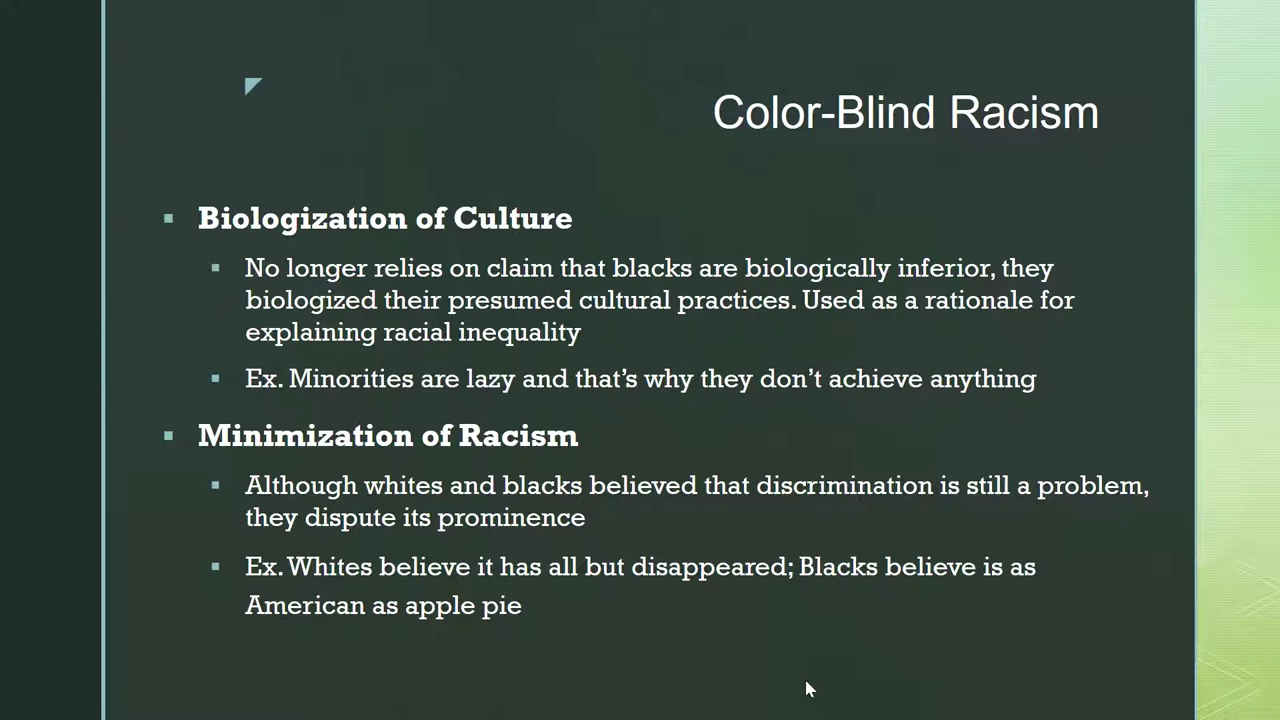 Color-Blind Racism
Biologization of Culture
No longer relies on claim that blacks are biologically inferior, they
biologized their presumed cultural practices. Used as a rationale for
explaining racial inequality
Ex. Minorities are lazy and that's why they don't achieve anything
Minimization of Racism
Although whites and blacks believed that discrimination is still a problem,
they dispute its prominence
Ex. Whites believe it has all but disappeared; Blacks believe is as
American as apple pie